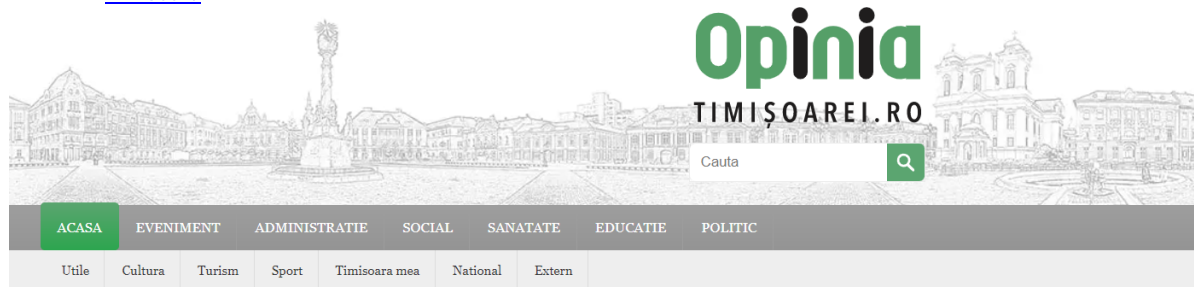 Opinia
TIMIȘOAREI.RO
Cauta
ACASA EVENIMENT ADMINISTRATIE SOCIAL SANATATE EDUCATIE POLITIC
Utile Cultura Turism Sport Timisoara mea National Extern